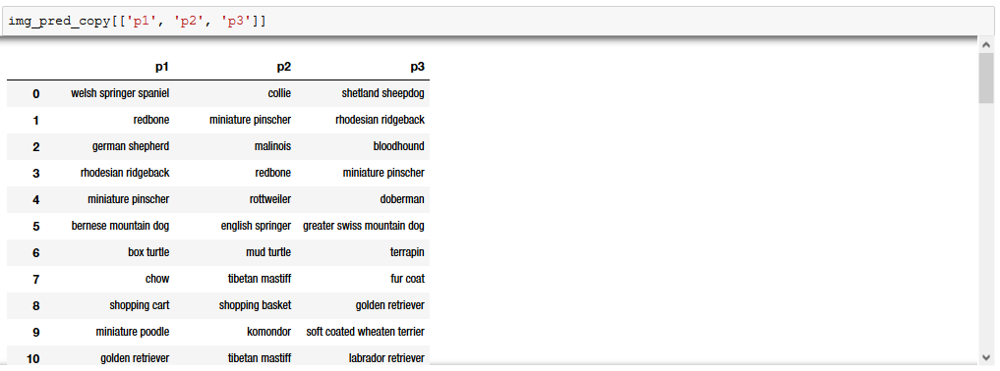 img_pred_copy[['p1', 'p2', 'p3']]
p1 p2 p3
0 welsh springer spaniel collie shetland sheepdog
1 redbone miniature pinscher rhodesian ridgeback
2 german shepherd malinois bloodhound
3 rhodesian ridgeback redbone miniature pinscher
4 miniature pinscher rottweiler doberman
5 bernese mountain dog english springer greater swiss mountain dog
6 box turtle mud turtle terrapin
7 chow tibetan mastiff fur coat
8 shopping cart shopping basket golden retriever
9 miniature poodle komondor soft coated wheaten terrier
10 golden retriever tibetan mastiff labrador retriever